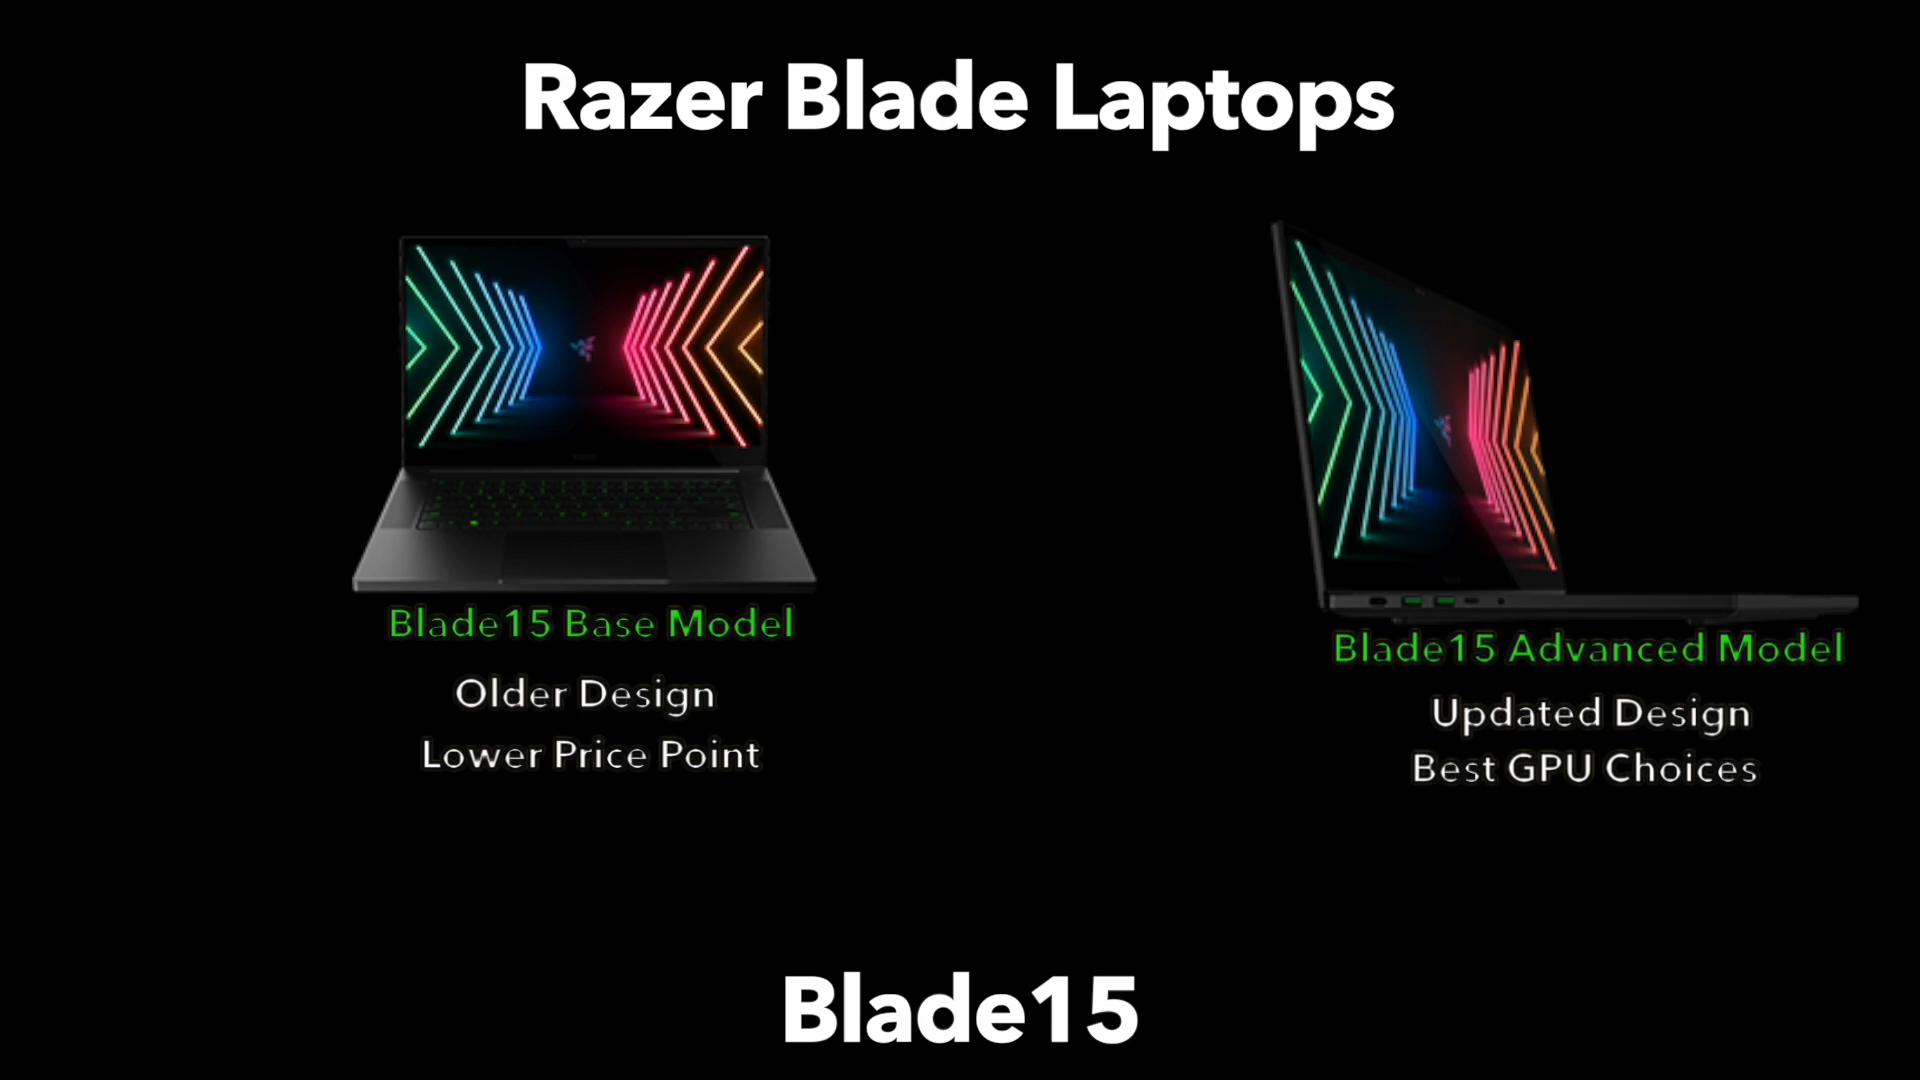 Razer Blade Laptops
Blade15 Base Model
Older Design
Lower Price Point
Blade15 Advanced Model
Updated Design
Best GPU Choices
Blade15